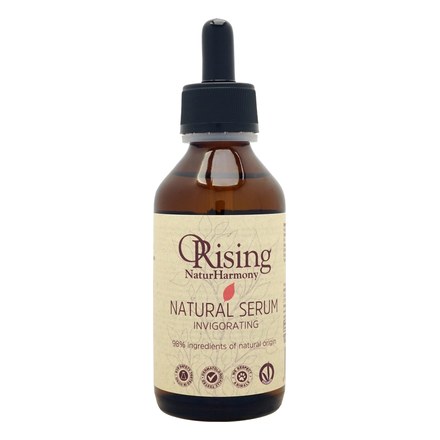 ORising
NaturHarmony
NATURAL SERUM
INVIGORATING
98% ingredients of natural origin